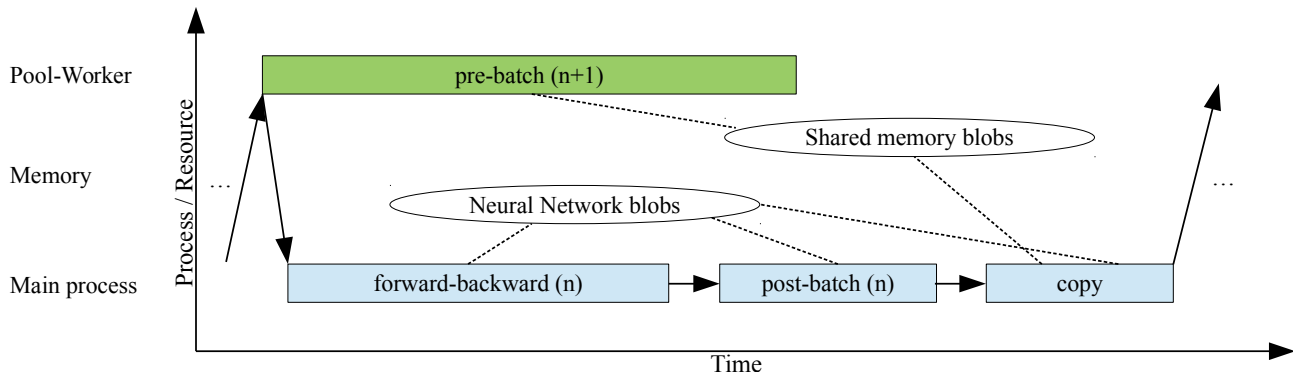 Pool-Worker
pre-batch (n+1)
Shared memory blobs
Memory
...
...
Neural Network blobs
Process / Resource
Main process
forward-backward (n)
post-batch (n)
copy
Time